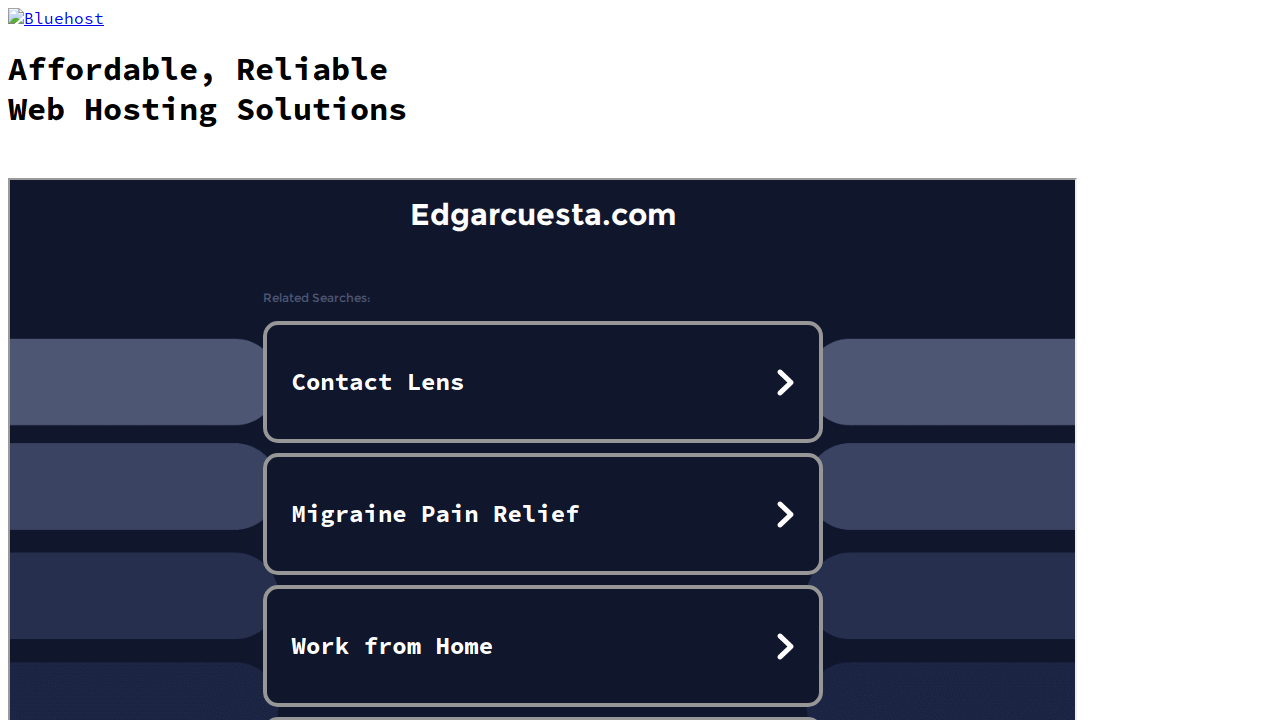 Bluehost
Affordable, Reliable
Web Hosting Solutions
Edgarcuesta.com
Related Searches:
Contact Lens
Migraine Pain Relief
Work from Home